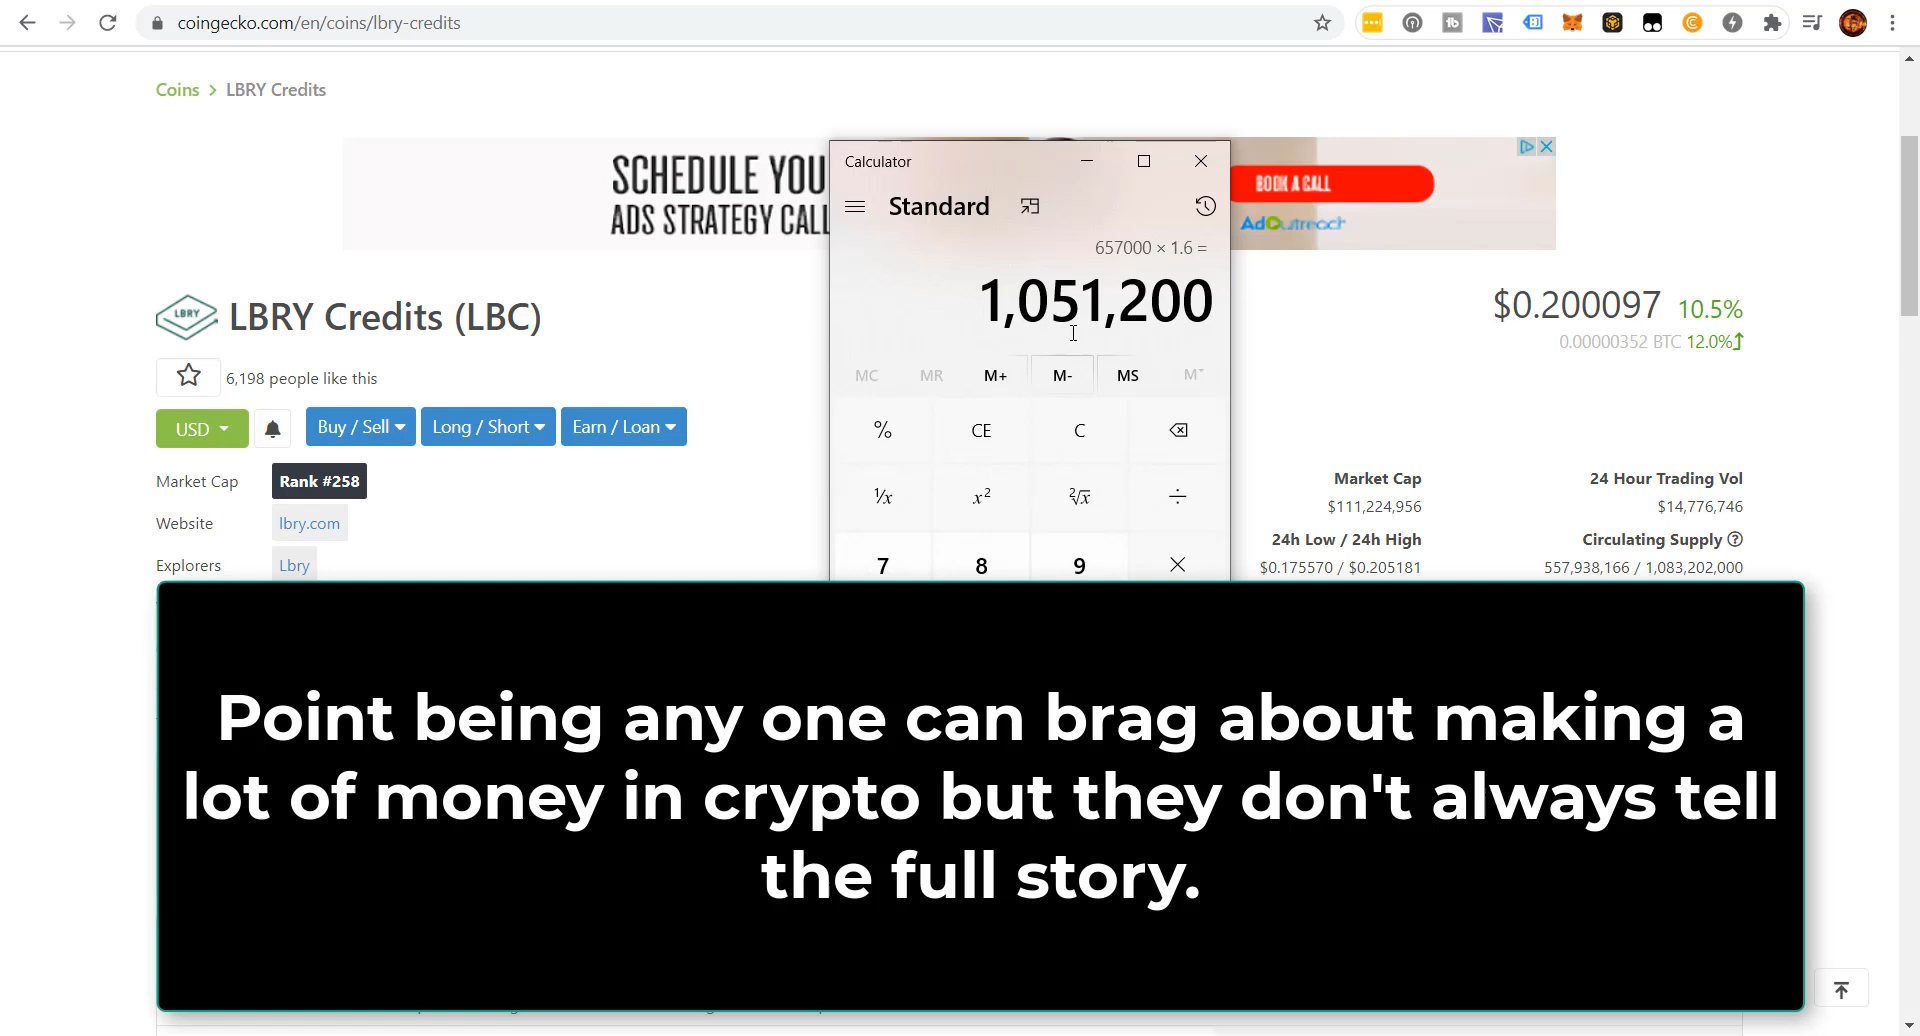 coingecko.com/en/coins/lbry-credits
Coins > LBRY Credits
SCHEDULE YOU
ADS STRATEGY CALL
BOOK A CALL
AdOutreach
Calculator
Standard
657000 × 1.6 =
1,051,200
MC MR M+ M- MS M˅
% CE C
¹/x x² ²√x ÷
7 8 9 ×
LBRY
LBRY Credits (LBC)
6,198 people like this
USD
Buy / Sell Long / Short Earn / Loan
Market Cap Rank #258
Website lbry.com
Explorers Lbry
$0.200097 10.5%
0.00000352 BTC 12.0%
Market Cap 24 Hour Trading Vol
$111,224,956 $14,776,746
24h Low / 24h High Circulating Supply
$0.175570 / $0.205181 557,938,166 / 1,083,202,000
Point being any one can brag about making a
lot of money in crypto but they don't always tell
the full story.